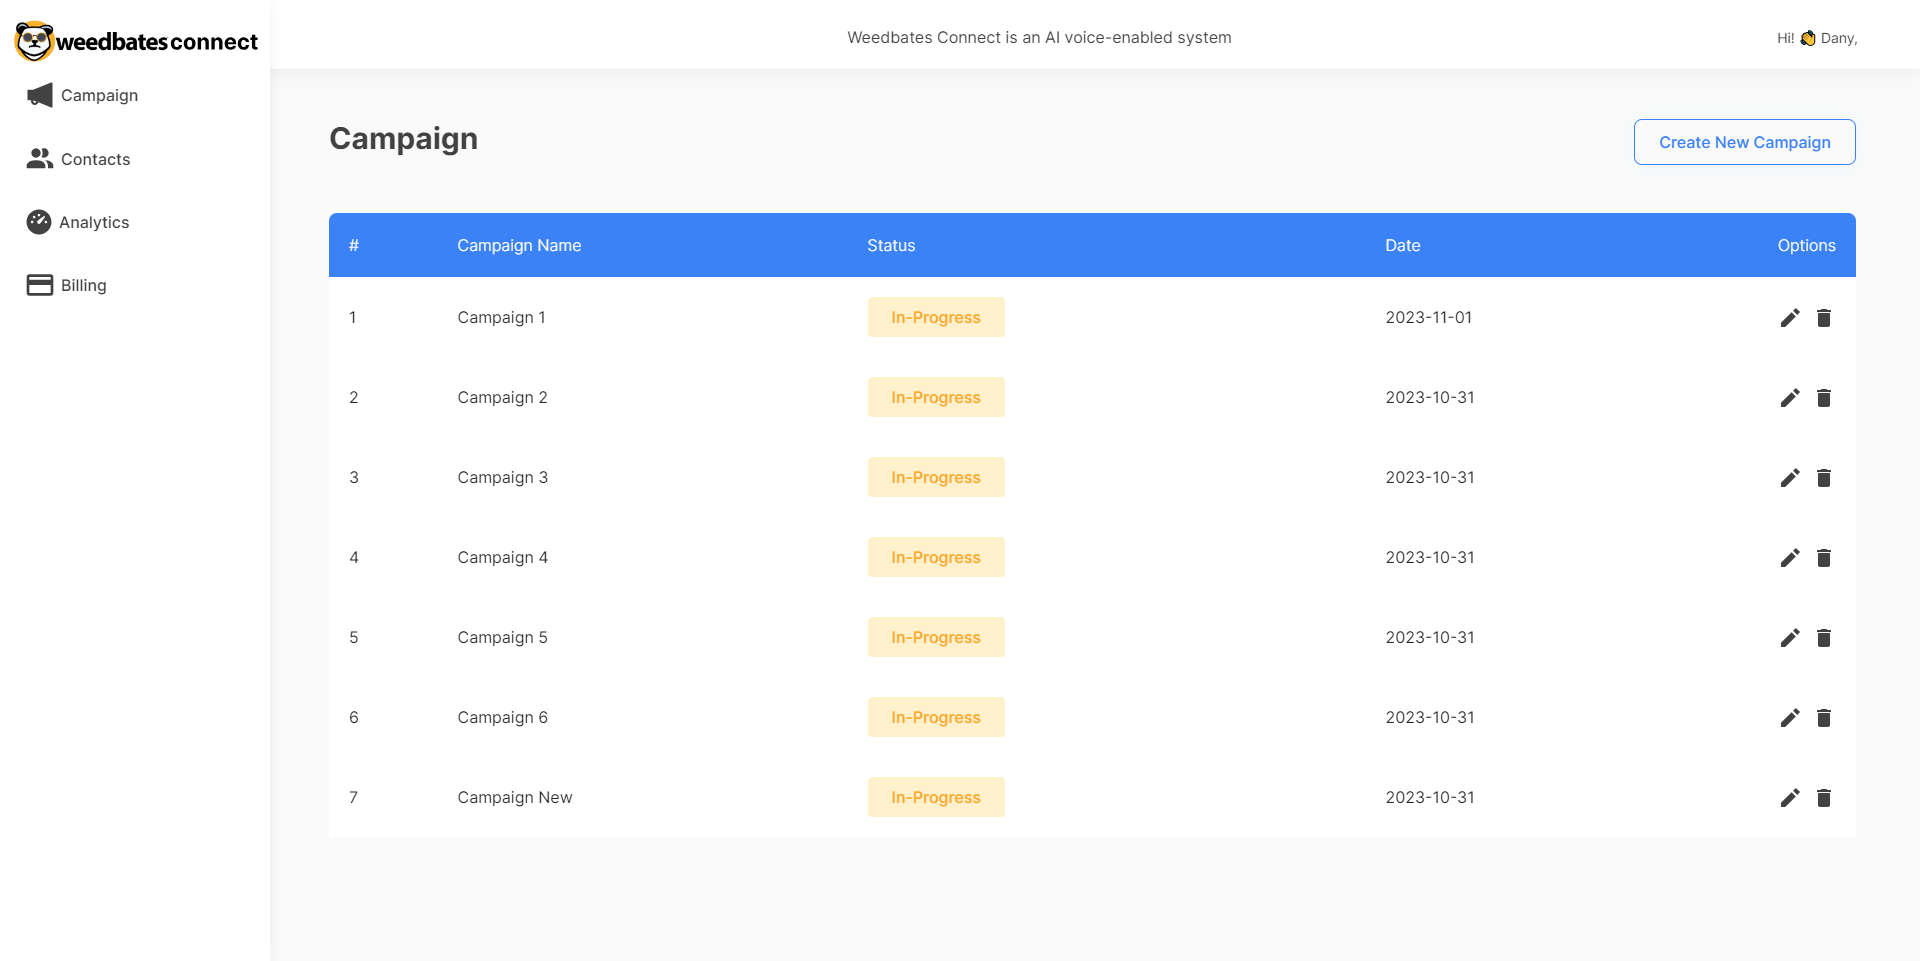 weedbates connect
Weedbates Connect is an AI voice-enabled system
Hi! 👏 Dany,
Campaign
Contacts
Analytics
Billing
Campaign
Create New Campaign
# Campaign Name Status Date Options
1 Campaign 1 In-Progress 2023-11-01
2 Campaign 2 In-Progress 2023-10-31
3 Campaign 3 In-Progress 2023-10-31
4 Campaign 4 In-Progress 2023-10-31
5 Campaign 5 In-Progress 2023-10-31
6 Campaign 6 In-Progress 2023-10-31
7 Campaign New In-Progress 2023-10-31